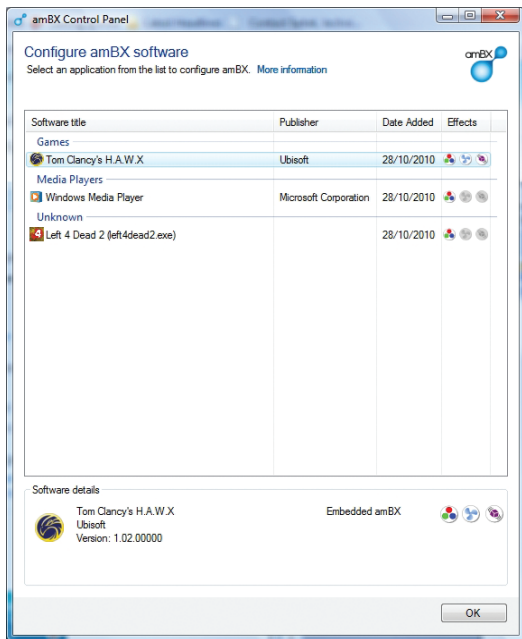 amBX Control Panel
Configure amBX software
Select an application from the list to configure amBX. More information
amBX
Software title Publisher Date Added Effects
Games
Tom Clancy's H.A.W.X Ubisoft 28/10/2010
Media Players
Windows Media Player Microsoft Corporation 28/10/2010
Unknown
Left 4 Dead 2 (left4dead2.exe) 28/10/2010
Software details
Tom Clancy's H.A.W.X Embedded amBX
Ubisoft
Version: 1.02.00000
OK